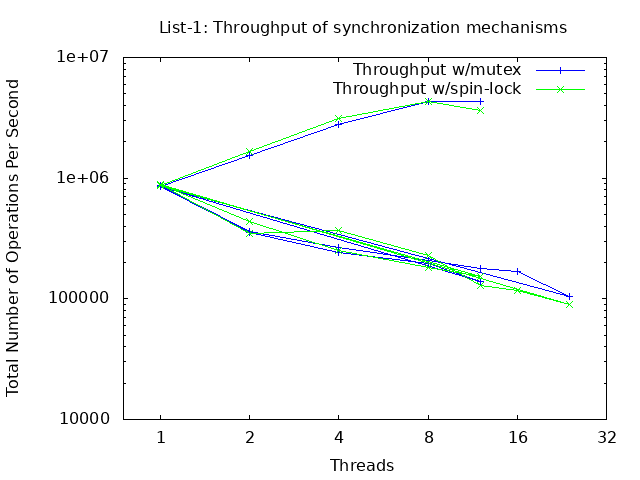 List-1: Throughput of synchronization mechanisms
Throughput w/mutex
Throughput w/spin-lock
Total Number of Operations Per Second
1e+07
1e+06
100000
10000
1 2 4 8 16 32
Threads